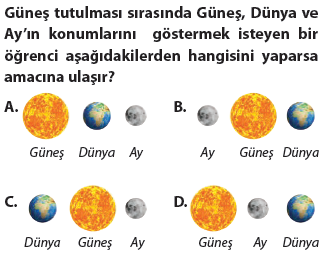 Güneş tutulması sırasında Güneş, Dünya ve
Ay'ın konumlarını göstermek isteyen bir
öğrenci aşağıdakilerden hangisini yaparsa
amacına ulaşır?
A.
Güneş Dünya Ay
B.
Ay Güneş Dünya
C.
Dünya Güneş Ay
D.
Güneş Ay Dünya